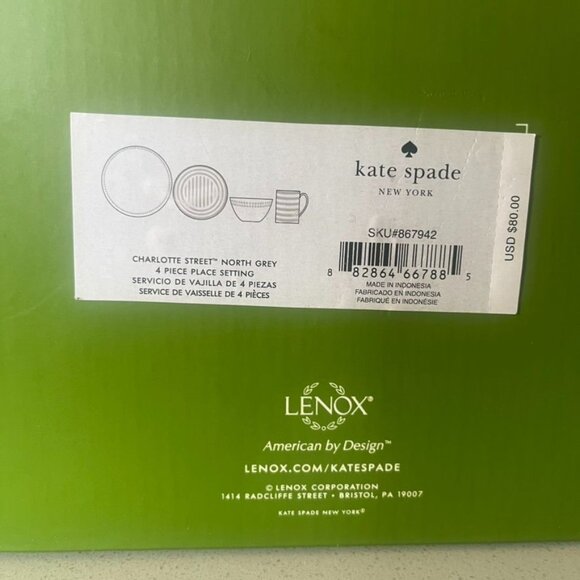 kate spade
NEW YORK
SKU#867942
8 82864 66788 5
MADE IN INDONESIA
FABRICADO EN INDONESIA
FABRIQUÉ EN INDONÉSIE
USD $80.00
CHARLOTTE STREET™ NORTH GREY
4 PIECE PLACE SETTING
SERVICIO DE VAJILLA DE 4 PIEZAS
SERVICE DE VAISSELLE DE 4 PIÈCES
LENOX®
American by Design™
LENOX.COM/KATESPADE
© LENOX CORPORATION
1414 RADCLIFFE STREET • BRISTOL, PA 19007
KATE SPADE NEW YORK®